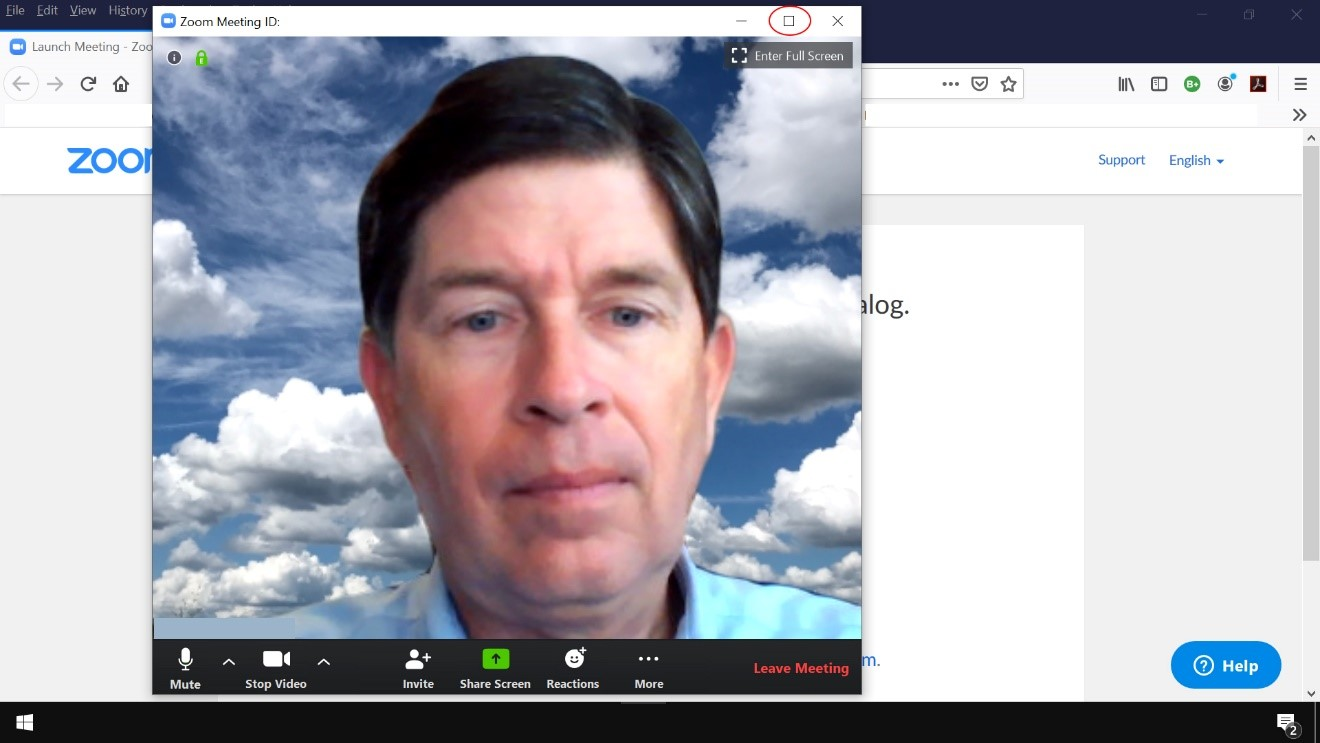 File Edit View History
Zoom Meeting ID:
Launch Meeting - Zoo
Enter Full Screen
B+
zoom
Support English
alog.
m.
Mute Stop Video Invite Share Screen Reactions More Leave Meeting
? Help
2